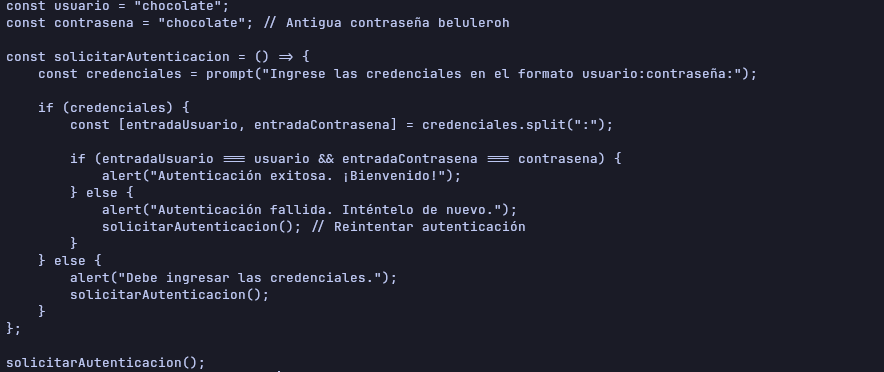 const usuario = "chocolate";
const contrasena = "chocolate"; // Antigua contraseña beluleroh
const solicitarAutenticacion = () => {
const credenciales = prompt("Ingrese las credenciales en el formato usuario:contraseña:");
if (credenciales) {
const [entradaUsuario, entradaContrasena] = credenciales.split(":");
if (entradaUsuario === usuario && entradaContrasena === contrasena) {
alert("Autenticación exitosa. ¡Bienvenido!");
} else {
alert("Autenticación fallida. Inténtelo de nuevo.");
solicitarAutenticacion(); // Reintentar autenticación
}
} else {
alert("Debe ingresar las credenciales.");
solicitarAutenticacion();
}
};
solicitarAutenticacion();